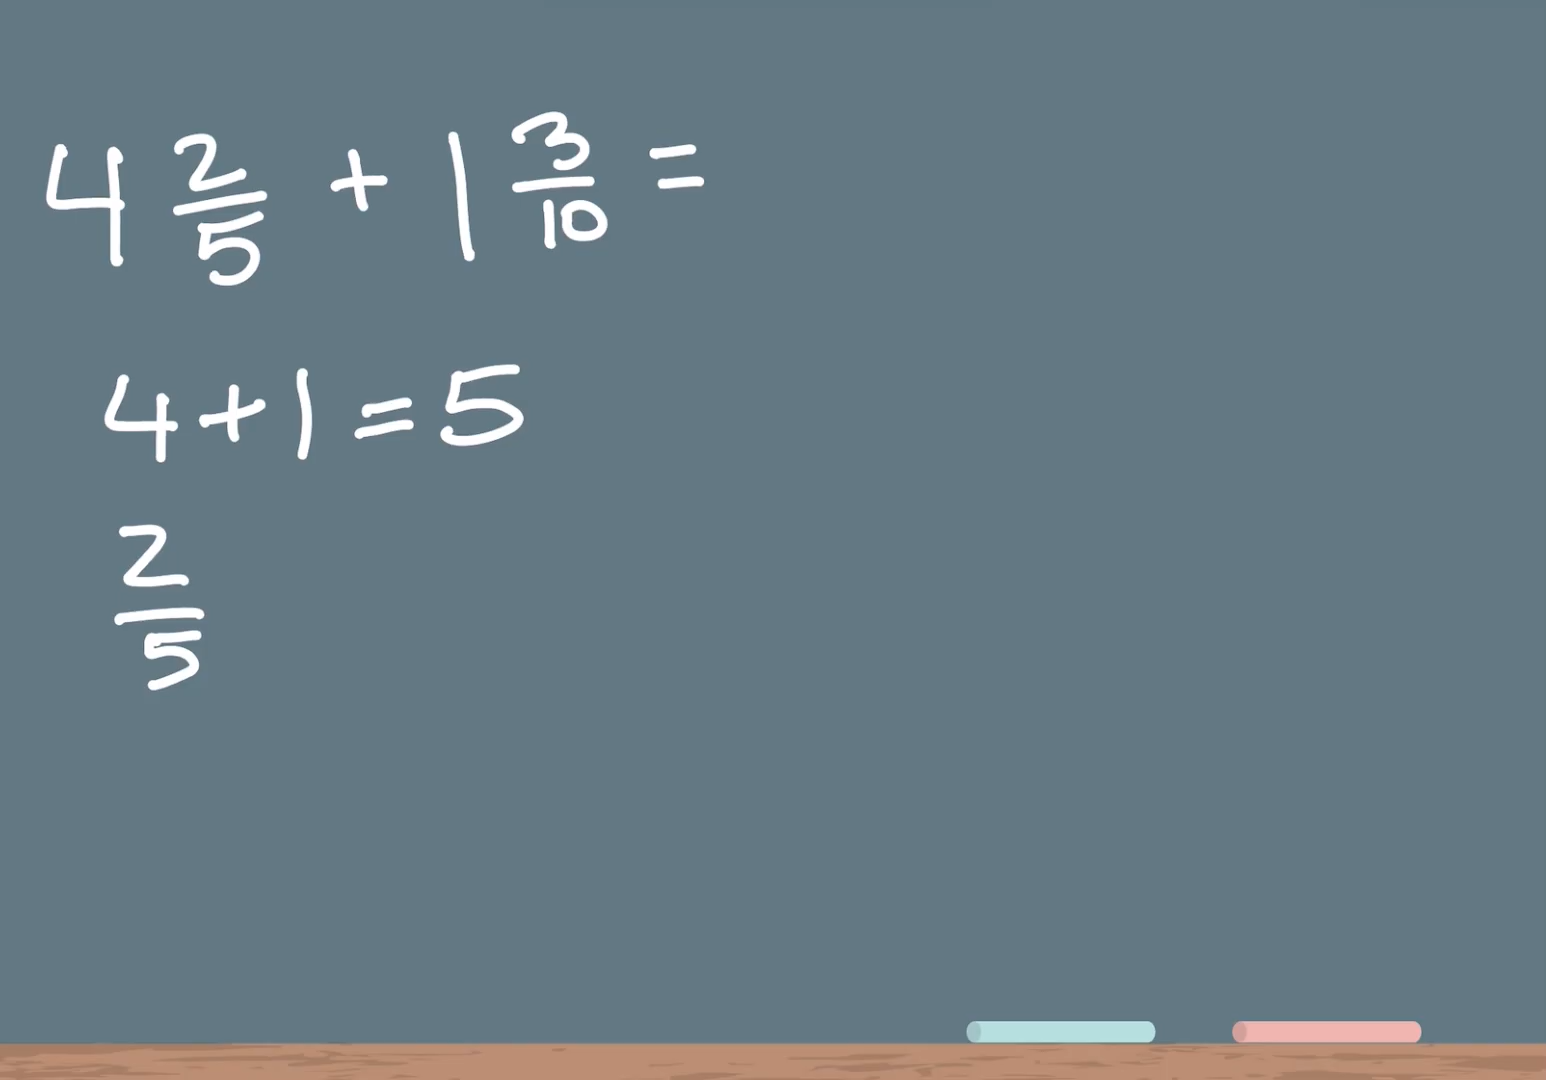 4 2/5 + 1 3/10 =
4 + 1 = 5
2/5